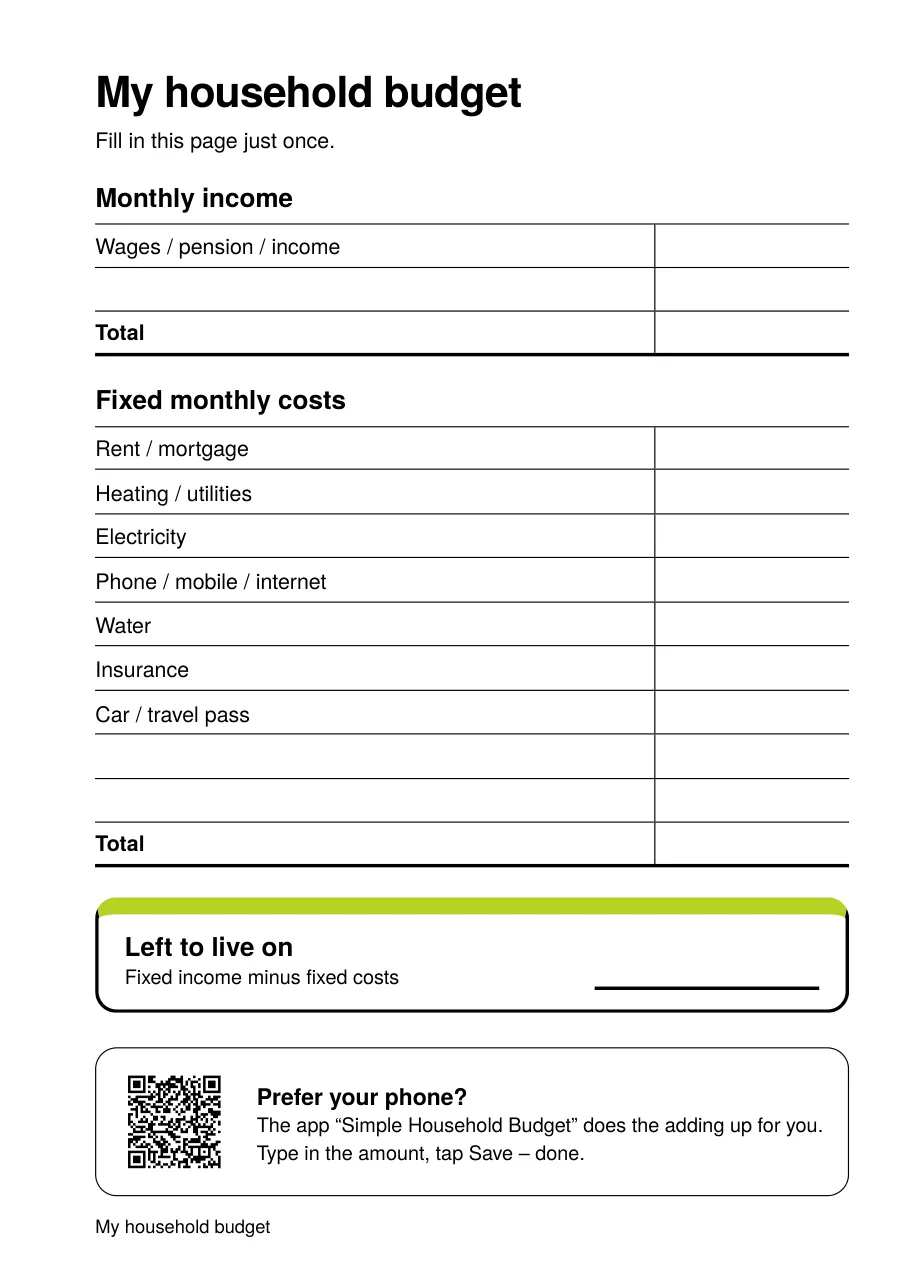 My household budget
Fill in this page just once.
Monthly income
Wages / pension / income
Total
Fixed monthly costs
Rent / mortgage
Heating / utilities
Electricity
Phone / mobile / internet
Water
Insurance
Car / travel pass
Total
Left to live on
Fixed income minus fixed costs
Prefer your phone?
The app “Simple Household Budget” does the adding up for you.
Type in the amount, tap Save – done.
My household budget